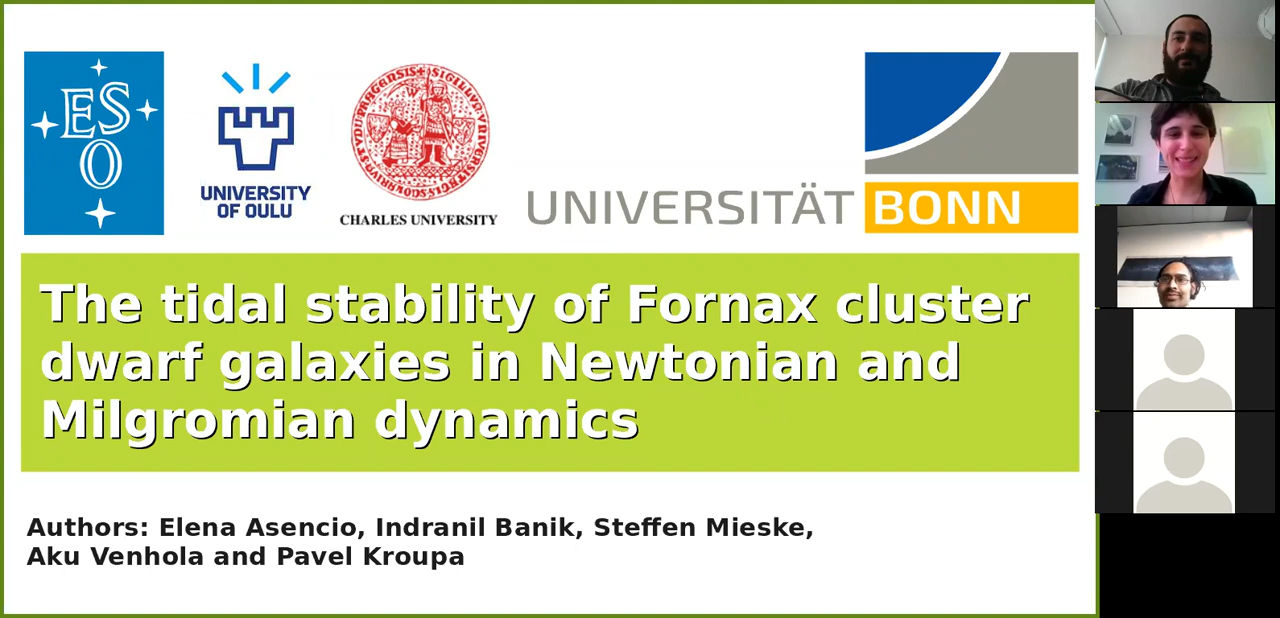 ESO
UNIVERSITY
OF OULU
CHARLES UNIVERSITY
UNIVERSITÄT BONN
The tidal stability of Fornax cluster
dwarf galaxies in Newtonian and
Milgromian dynamics
Authors: Elena Asencio, Indranil Banik, Steffen Mieske,
Aku Venhola and Pavel Kroupa